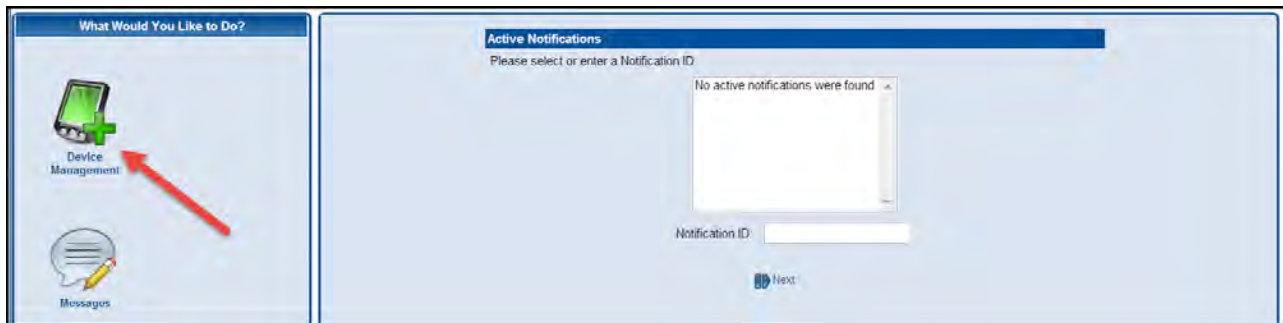 What Would You Like to Do?
Device
Management
Messages
Active Notifications
Please select or enter a Notification ID
No active notifications were found
Notification ID
Next